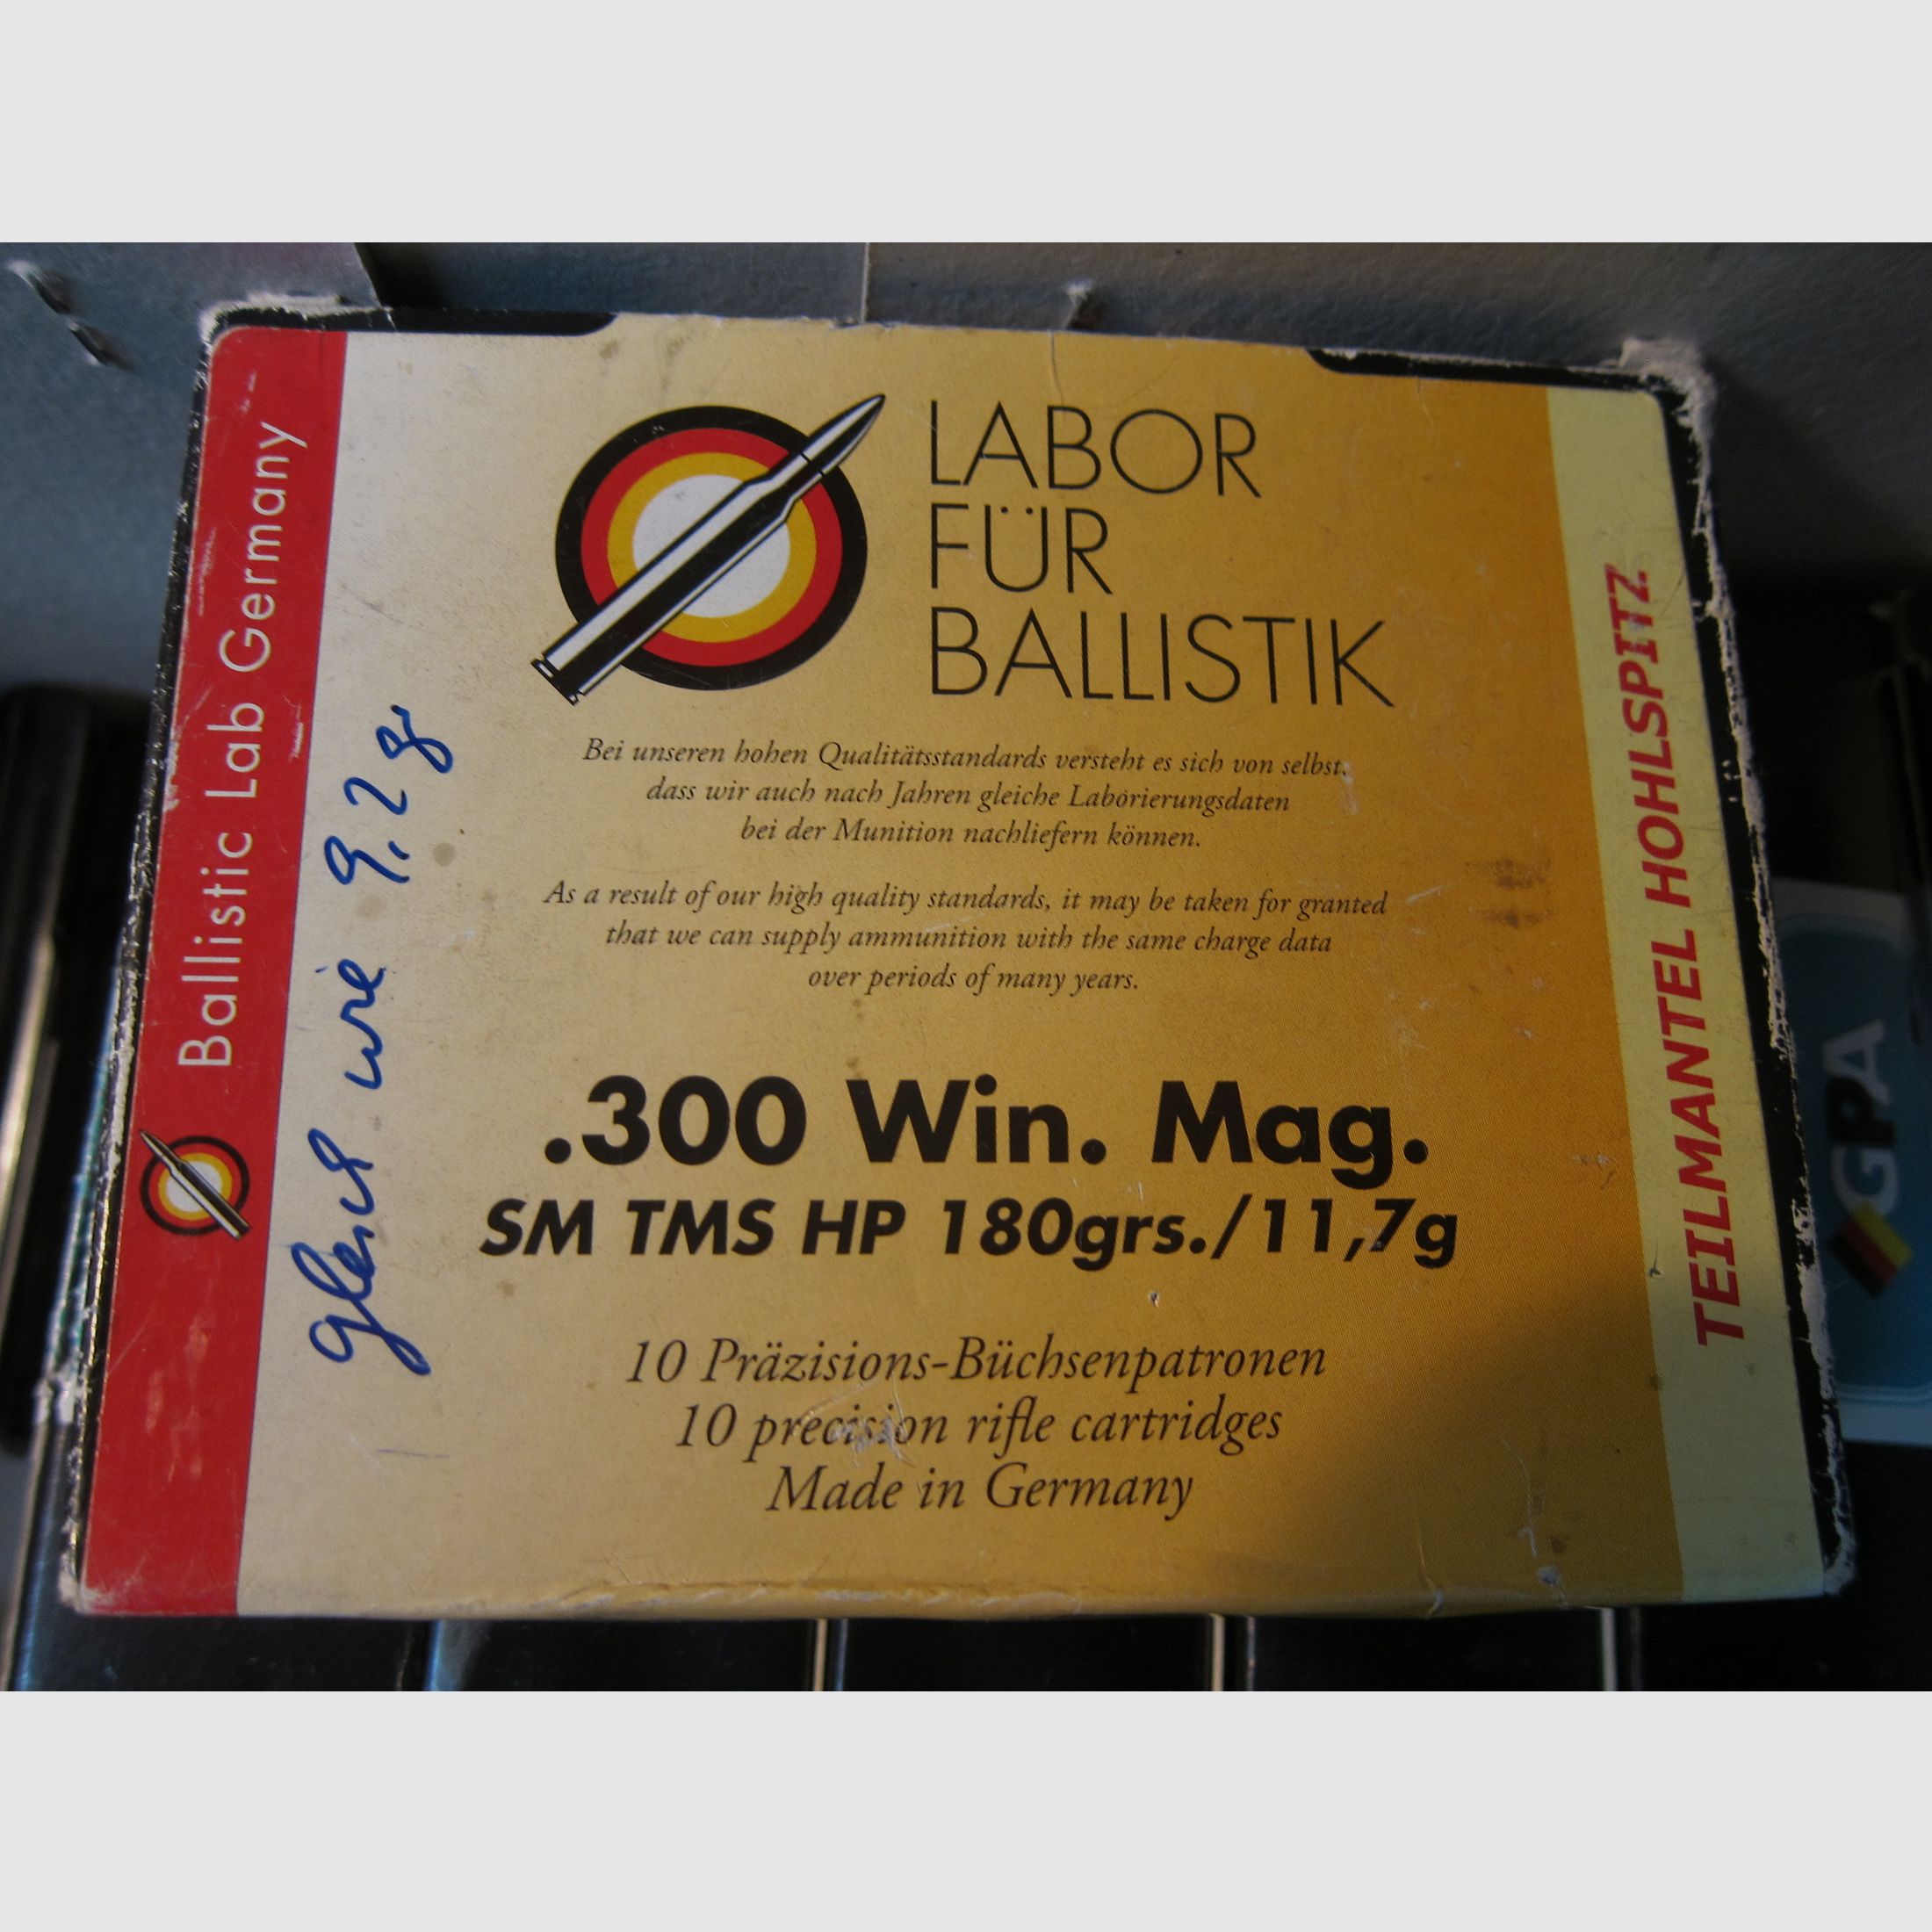 Ballistic Lab Germany
gleich wie 9,2 g
LABOR
FÜR
BALLISTIK
Bei unseren hohen Qualitätsstandards versteht es sich von selbst,
dass wir auch nach Jahren gleiche Laborierungsdaten
bei der Munition nachliefern können.
As a result of our high quality standards, it may be taken for granted
that we can supply ammunition with the same charge data
over periods of many years.
.300 Win. Mag.
SM TMS HP 180grs./11,7g
10 Präzisions-Büchsenpatronen
10 precision rifle cartridges
Made in Germany
TEILMANTEL HOHLSPITZ
GPA